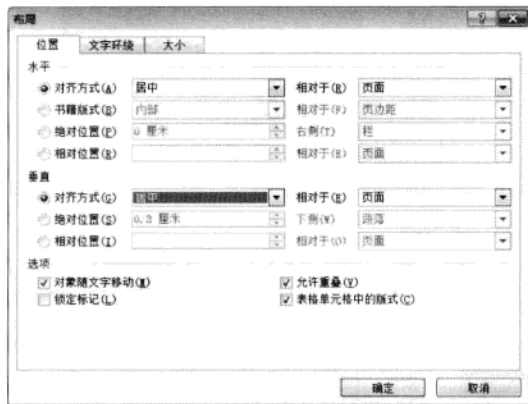 布局
位置 文字环绕 大小
水平
对齐方式(A) 居中 相对于(R) 页面
书籍版式(B) 内部 相对于(F) 页边距
绝对位置(P) 0 厘米 右侧(T) 栏
相对位置(R) 相对于(E) 页面
垂直
对齐方式(G) 居中 相对于(E) 页面
绝对位置(S) 0.3 厘米 下侧(W) 段落
相对位置(I) 相对于(O) 页面
选项
对象随文字移动(M) 允许重叠(V)
锁定标记(L) 表格单元格中的版式(C)
确定 取消